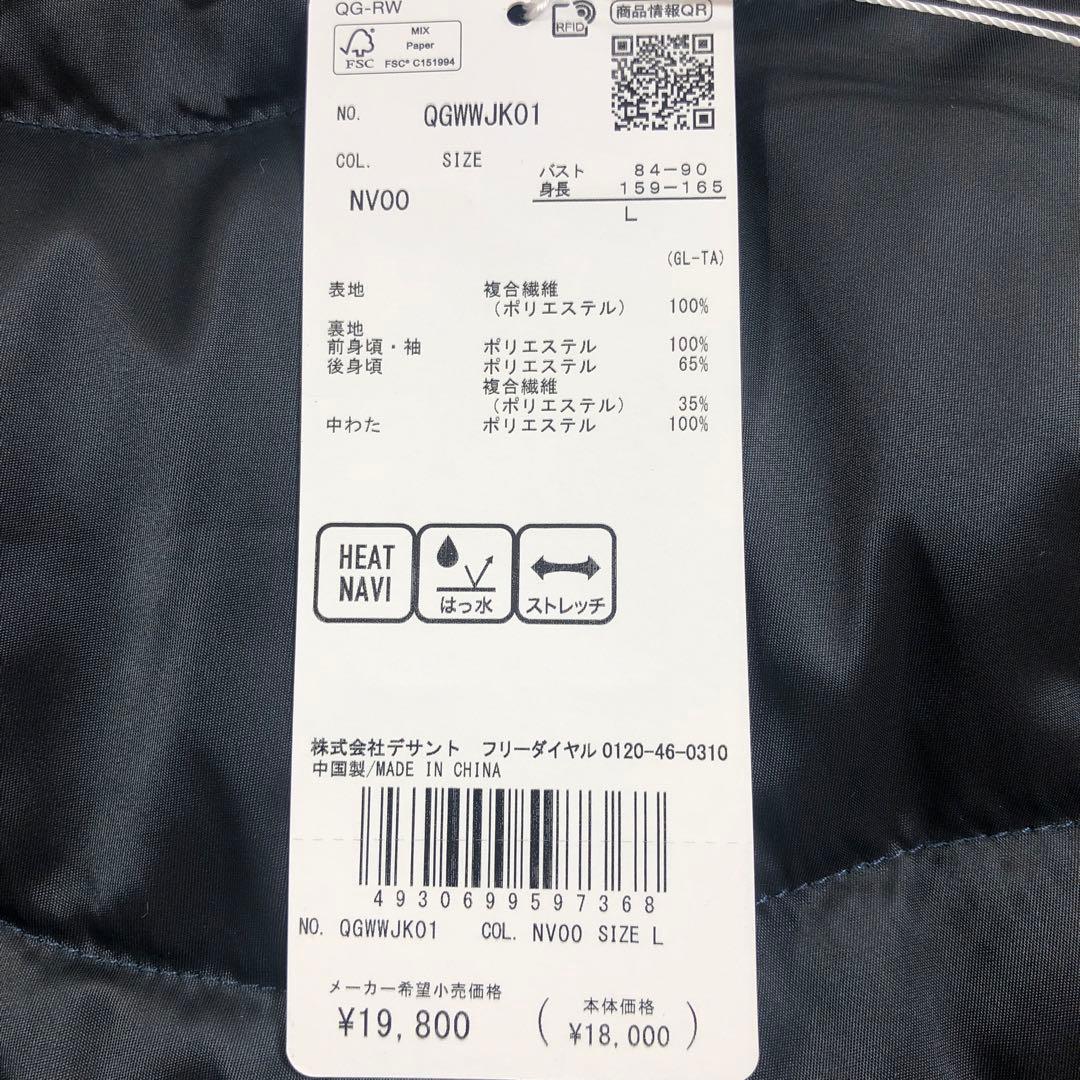 QG-RW
MIX
Paper
FSC
FSC® C151994
RFID
商品情報QR
NO. QGWWJK01
COL. SIZE
NV00
バスト 84-90
身長 159-165
L
(GL-TA)
表地 複合繊維
(ポリエステル) 100%
裏地
前身頃・袖 ポリエステル 100%
後身頃 ポリエステル 65%
複合繊維
(ポリエステル) 35%
中わた ポリエステル 100%
HEAT
NAVI
はっ水
ストレッチ
株式会社デサント フリーダイヤル0120-46-0310
中国製/MADE IN CHINA
4930699597368
NO. QGWWJK01 COL. NV00 SIZE L
メーカー希望小売価格
¥19,800
(本体価格
¥18,000)